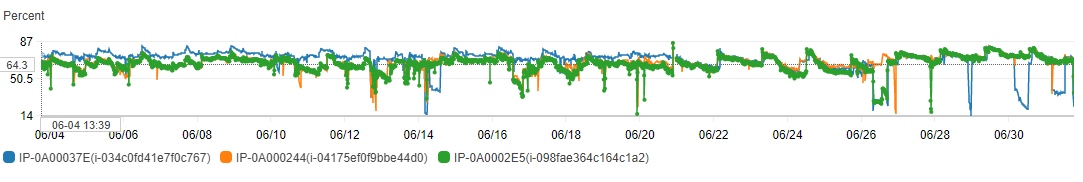 Percent
87
64.3
50.5
14
06/04 06/06 06/08 06/10 06/12 06/14 06/16 06/18 06/20 06/22 06/24 06/26 06/28 06/30
06-04 13:39
IP-0A00037E(i-034c0fd41e7f0c767) IP-0A000244(i-04175ef0f9bbe44d0) IP-0A0002E5(i-098fae364c164c1a2)